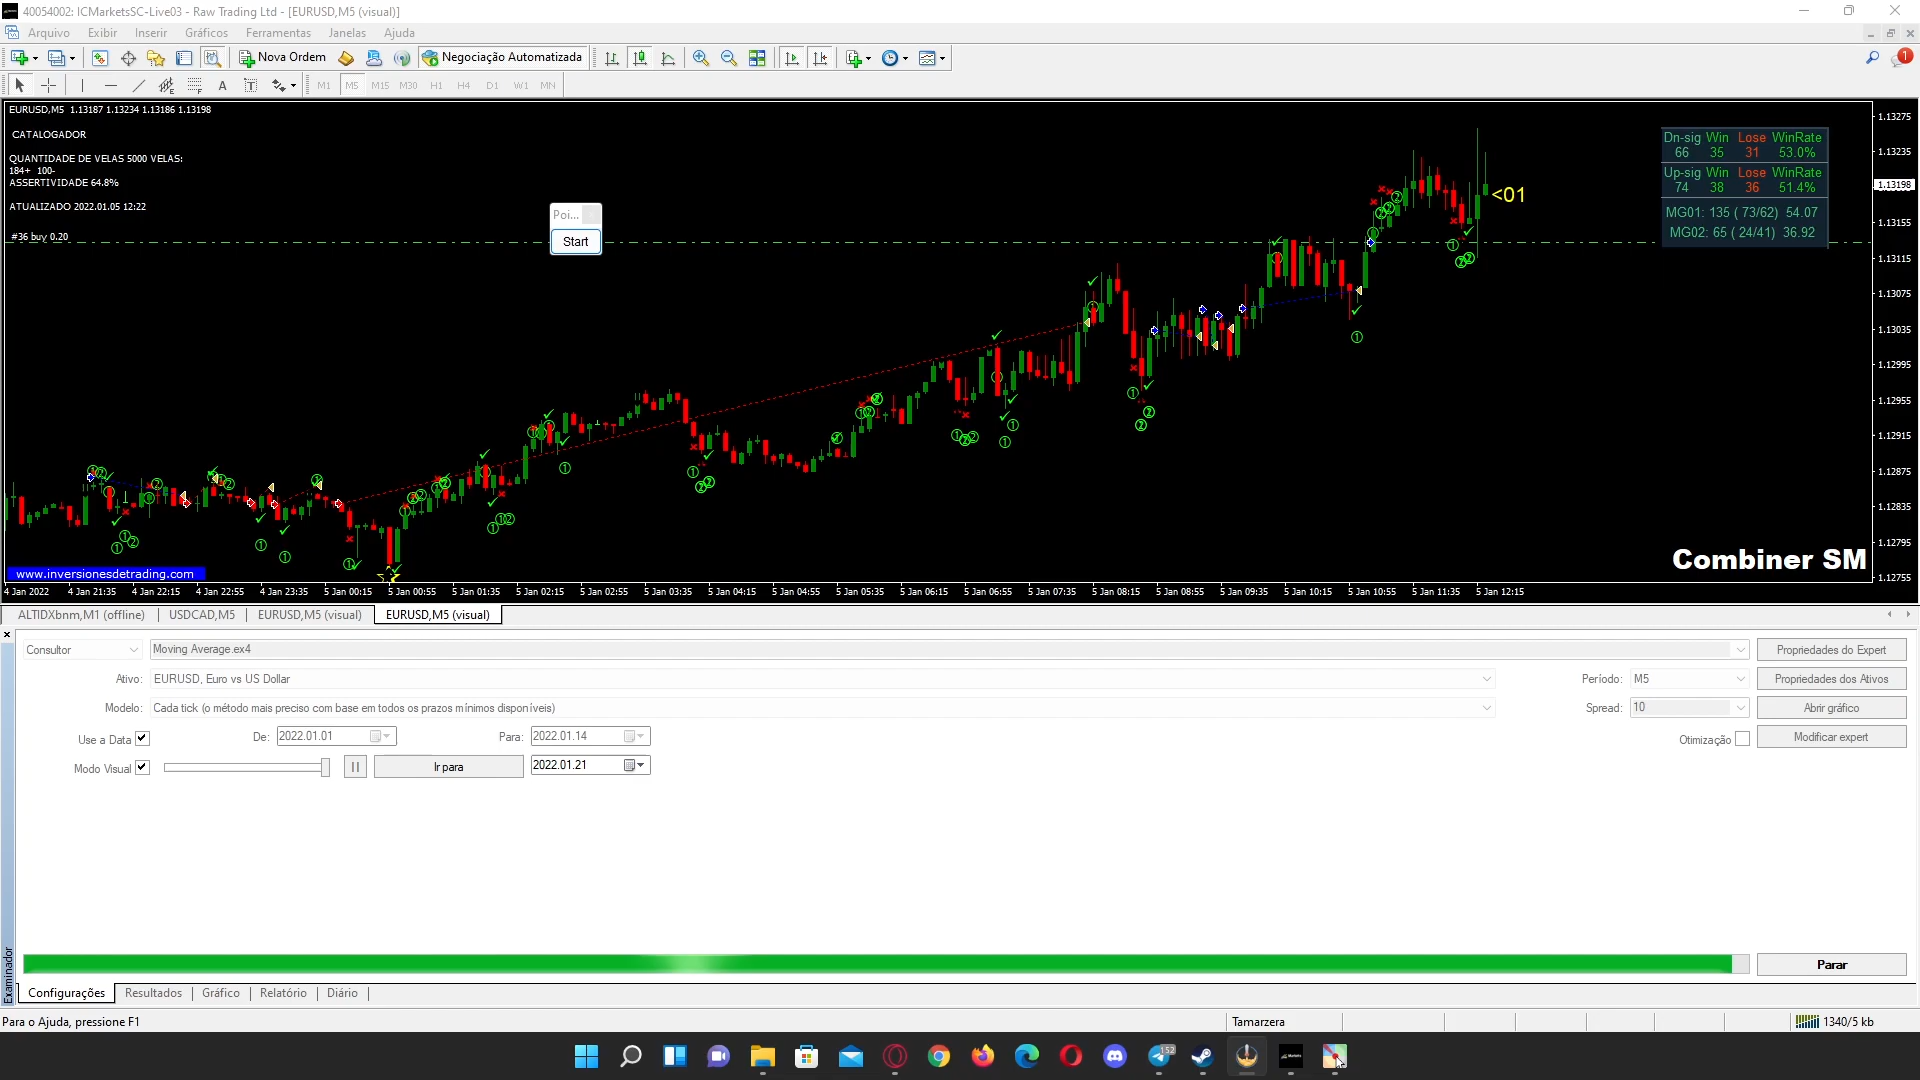 40054002: ICMarketsSC-Live03 - Raw Trading Ltd - [EURUSD,M5 (visual)]
Arquivo Exibir Inserir Gráficos Ferramentas Janelas Ajuda
Nova Ordem Negociação Automatizada
1
A T M1 M5 M15 M30 H1 H4 D1 W1 MN
EURUSD,M5 1.13187 1.13234 1.13186 1.13198
CATALOGADOR
QUANTIDADE DE VELAS 5000 VELAS:
184+ 100-
ASSERTIVIDADE 64.8%
ATUALIZADO 2022.01.05 12:22
#36 buy 0.20
Poi...
Start
<01
Dn-sig Win Lose WinRate
66 35 31 53.0%
Up-sig Win Lose WinRate
74 38 36 51.4%
MG01: 135 ( 73/62) 54.07
MG02: 65 ( 24/41) 36.92
1.13275
1.13235
1.13198
1.13155
1.13115
1.13075
1.13035
1.12995
1.12955
1.12915
1.12875
1.12835
1.12795
1.12755
Combiner SM
www.inversionesdetrading.com
4 Jan 2022 4 Jan 21:35 4 Jan 22:15 4 Jan 22:55 4 Jan 23:35 5 Jan 00:15 5 Jan 00:55 5 Jan 01:35 5 Jan 02:15 5 Jan 02:55 5 Jan 03:35 5 Jan 04:15 5 Jan 04:55 5 Jan 05:35 5 Jan 06:15 5 Jan 06:55 5 Jan 07:35 5 Jan 08:15 5 Jan 08:55 5 Jan 09:35 5 Jan 10:15 5 Jan 10:55 5 Jan 11:35 5 Jan 12:15
ALTIDXbnm,M1 (offline) USDCAD,M5 EURUSD,M5 (visual) EURUSD,M5 (visual)
Consultor Moving Average.ex4 Propriedades do Expert
Ativo: EURUSD, Euro vs US Dollar Período: M5 Propriedades dos Ativos
Modelo: Cada tick (o método mais preciso com base em todos os prazos mínimos disponíveis) Spread: 10 Abrir gráfico
Use a Data De: 2022.01.01 Para: 2022.01.14 Otimização Modificar expert
Modo Visual Ir para 2022.01.21
Examinador
Parar
Configurações Resultados Gráfico Relatório Diário
Para o Ajuda, pressione F1 Tamarzera 1340/5 kb
152